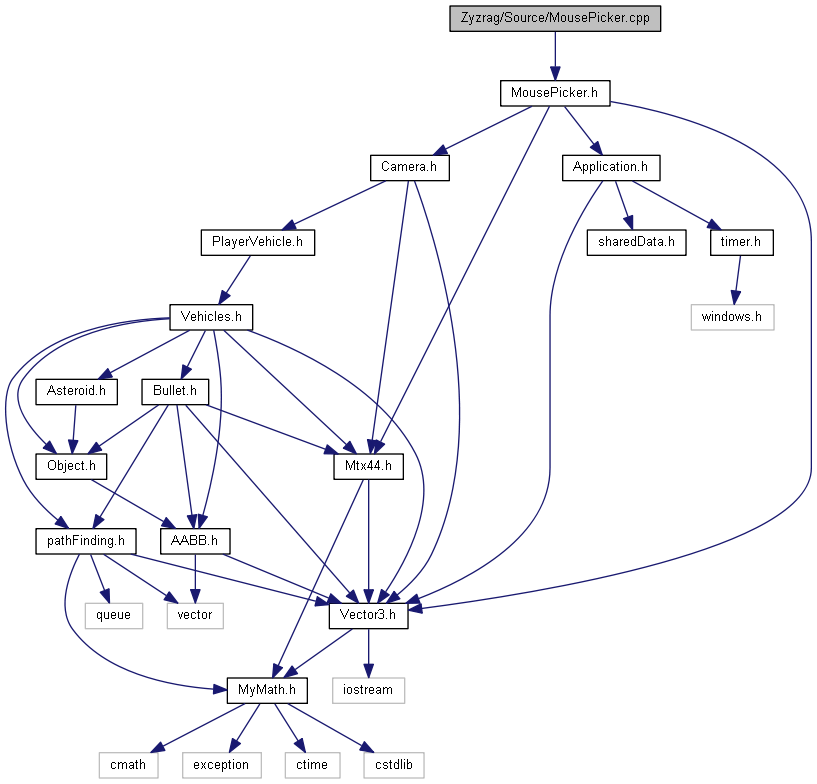 Zyzrag/Source/MousePicker.cpp
MousePicker.h
Camera.h
Application.h
PlayerVehicle.h
sharedData.h
timer.h
Vehicles.h
windows.h
Asteroid.h
Bullet.h
Object.h
Mtx44.h
pathFinding.h
AABB.h
queue
vector
Vector3.h
MyMath.h
iostream
cmath
exception
ctime
cstdlib